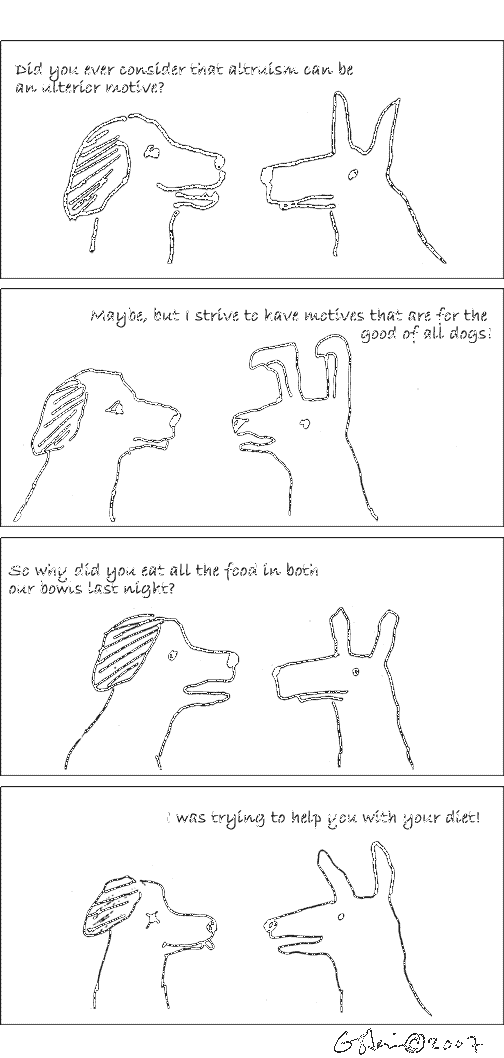 Did you ever consider that altruism can be
an ulterior motive?
Maybe, but I strive to have motives that are for the
good of all dogs!
So why did you eat all the food in both
our bowls last night?
I was trying to help you with your diet!
©2007